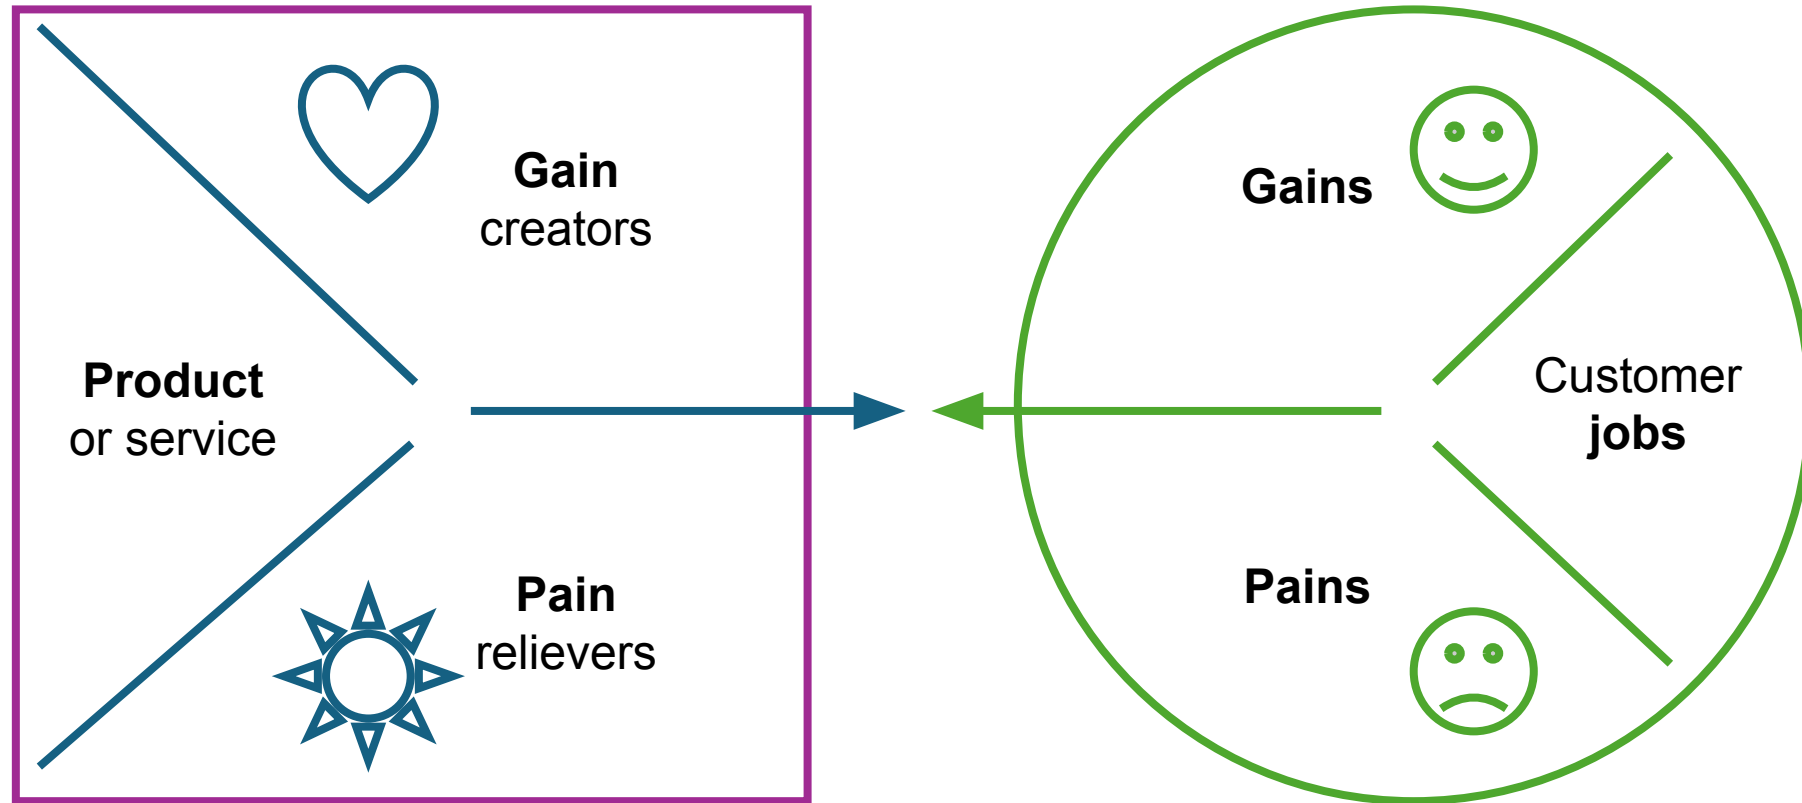 Gain
creators
Product
or service
Pain
relievers
Gains
Customer
jobs
Pains